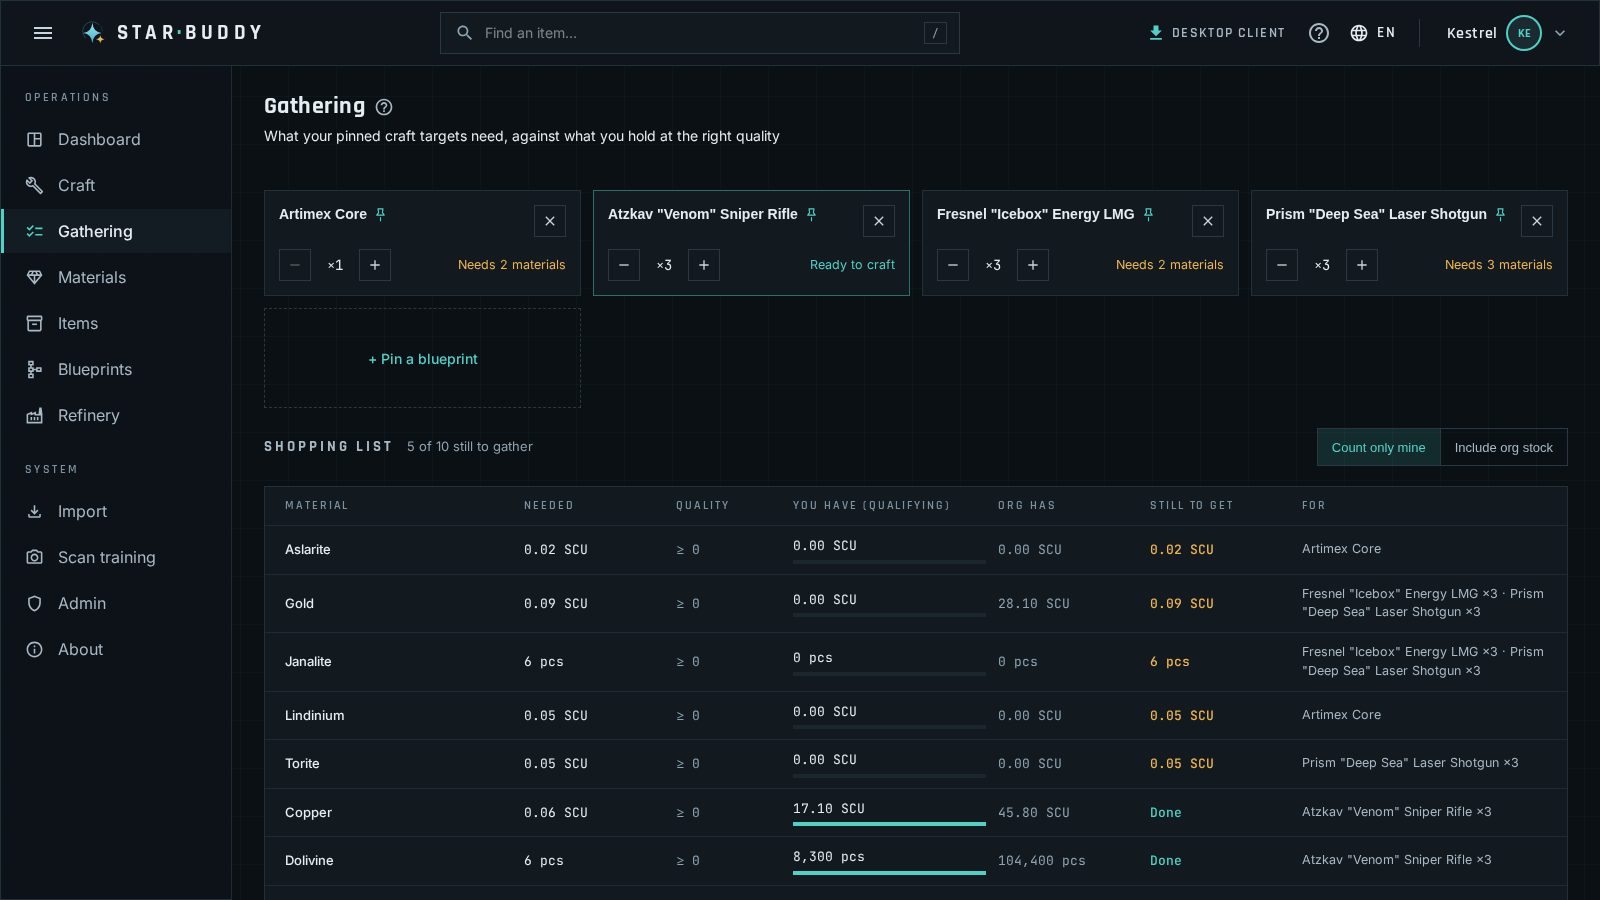 STAR·BUDDY
Find an item...
/
DESKTOP CLIENT
EN
Kestrel
KE
OPERATIONS
Dashboard
Craft
Gathering
Materials
Items
Blueprints
Refinery
SYSTEM
Import
Scan training
Admin
About
Gathering
What your pinned craft targets need, against what you hold at the right quality
Artimex Core
×1
Needs 2 materials
Atzkav "Venom" Sniper Rifle
×3
Ready to craft
Fresnel "Icebox" Energy LMG
×3
Needs 2 materials
Prism "Deep Sea" Laser Shotgun
×3
Needs 3 materials
+ Pin a blueprint
SHOPPING LIST 5 of 10 still to gather
Count only mine Include org stock
MATERIAL NEEDED QUALITY YOU HAVE (QUALIFYING) ORG HAS STILL TO GET FOR
Aslarite 0.02 SCU ≥ 0 0.00 SCU 0.00 SCU 0.02 SCU Artimex Core
Gold 0.09 SCU ≥ 0 0.00 SCU 28.10 SCU 0.09 SCU Fresnel "Icebox" Energy LMG ×3 · Prism
"Deep Sea" Laser Shotgun ×3
Janalite 6 pcs ≥ 0 0 pcs 0 pcs 6 pcs Fresnel "Icebox" Energy LMG ×3 · Prism
"Deep Sea" Laser Shotgun ×3
Lindinium 0.05 SCU ≥ 0 0.00 SCU 0.00 SCU 0.05 SCU Artimex Core
Torite 0.05 SCU ≥ 0 0.00 SCU 0.00 SCU 0.05 SCU Prism "Deep Sea" Laser Shotgun ×3
Copper 0.06 SCU ≥ 0 17.10 SCU 45.80 SCU Done Atzkav "Venom" Sniper Rifle ×3
Dolivine 6 pcs ≥ 0 8,300 pcs 104,400 pcs Done Atzkav "Venom" Sniper Rifle ×3